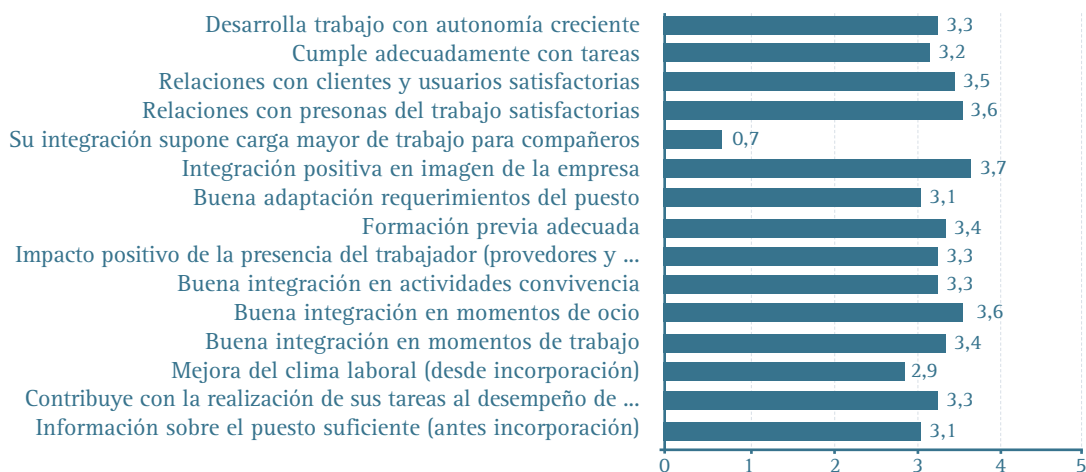 Desarrolla trabajo con autonomía creciente 3,3
Cumple adecuadamente con tareas 3,2
Relaciones con clientes y usuarios satisfactorias 3,5
Relaciones con presonas del trabajo satisfactorias 3,6
Su integración supone carga mayor de trabajo para compañeros 0,7
Integración positiva en imagen de la empresa 3,7
Buena adaptación requerimientos del puesto 3,1
Formación previa adecuada 3,4
Impacto positivo de la presencia del trabajador (provedores y ... 3,3
Buena integración en actividades convivencia 3,3
Buena integración en momentos de ocio 3,6
Buena integración en momentos de trabajo 3,4
Mejora del clima laboral (desde incorporación) 2,9
Contribuye con la realización de sus tareas al desempeño de ... 3,3
Información sobre el puesto suficiente (antes incorporación) 3,1
0 1 2 3 4 5